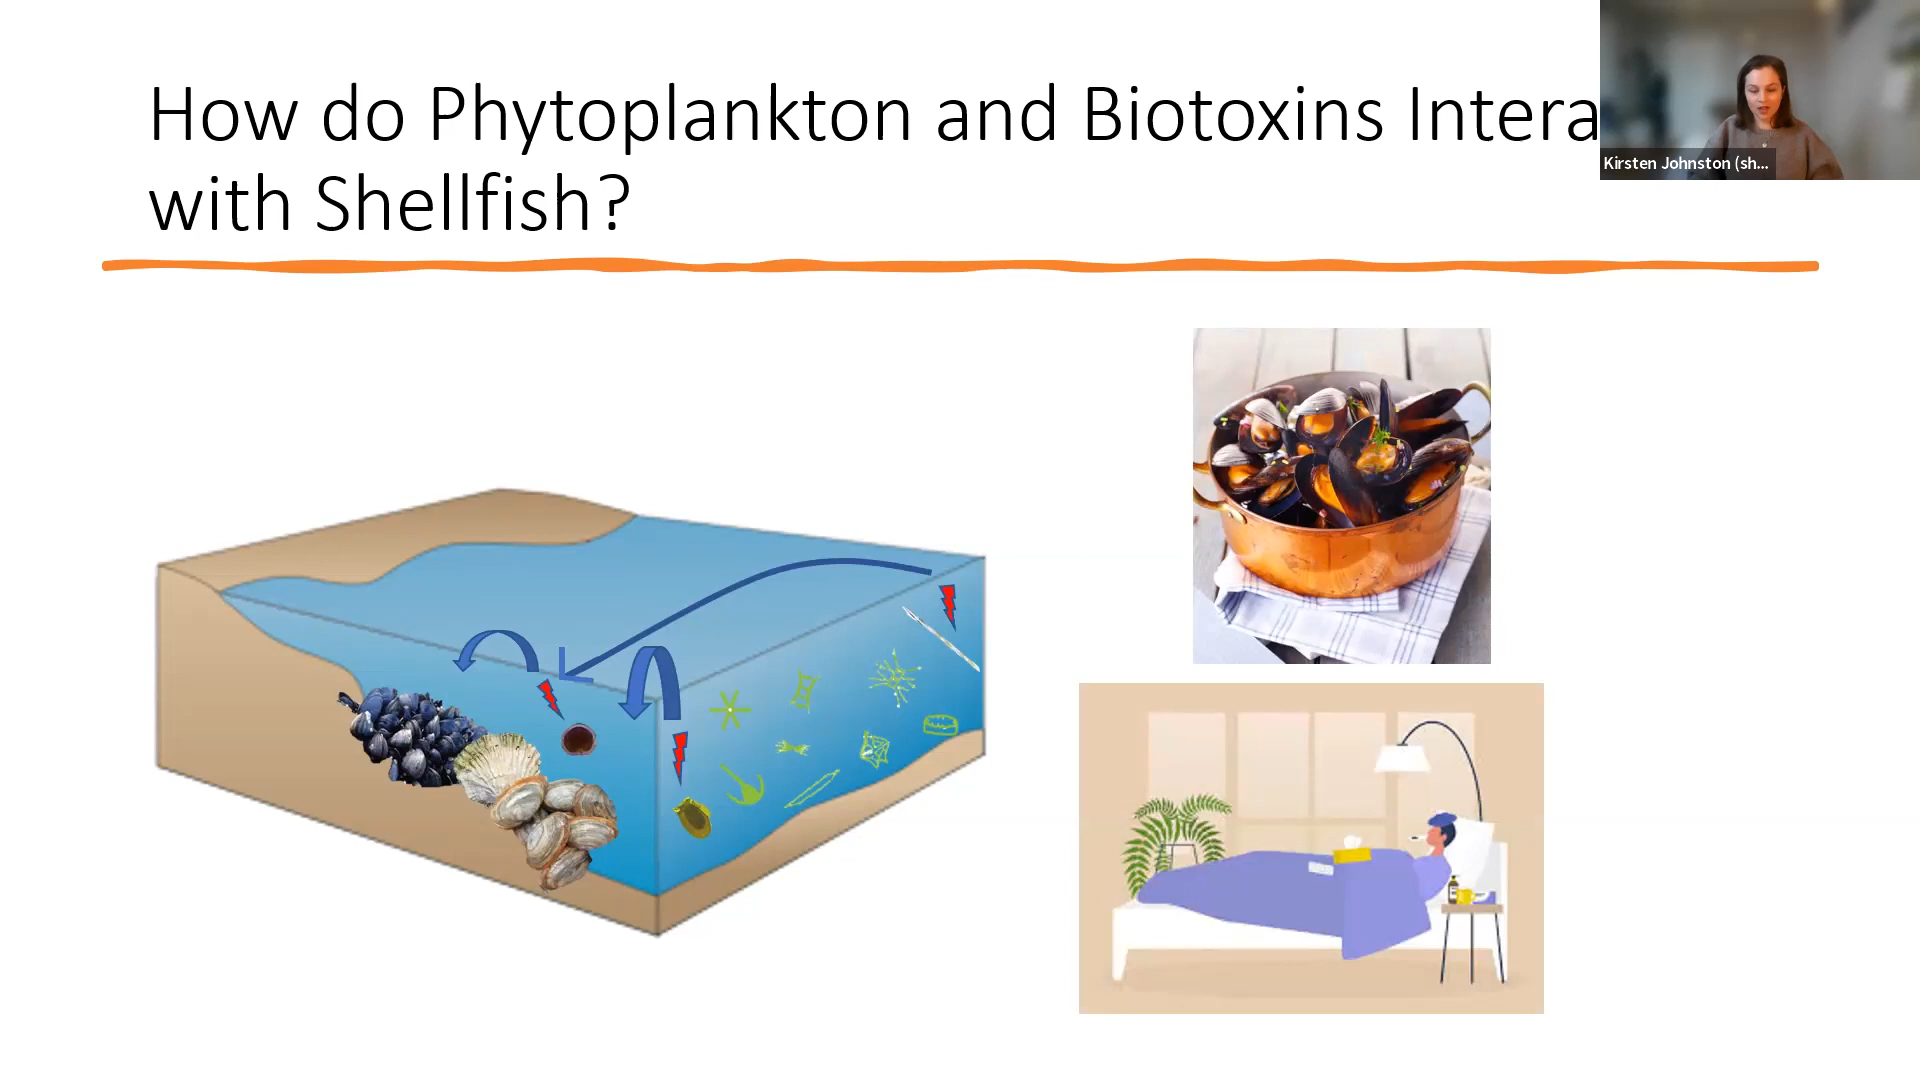 How do Phytoplankton and Biotoxins Intera
with Shellfish?
Kirsten Johnston (sh...